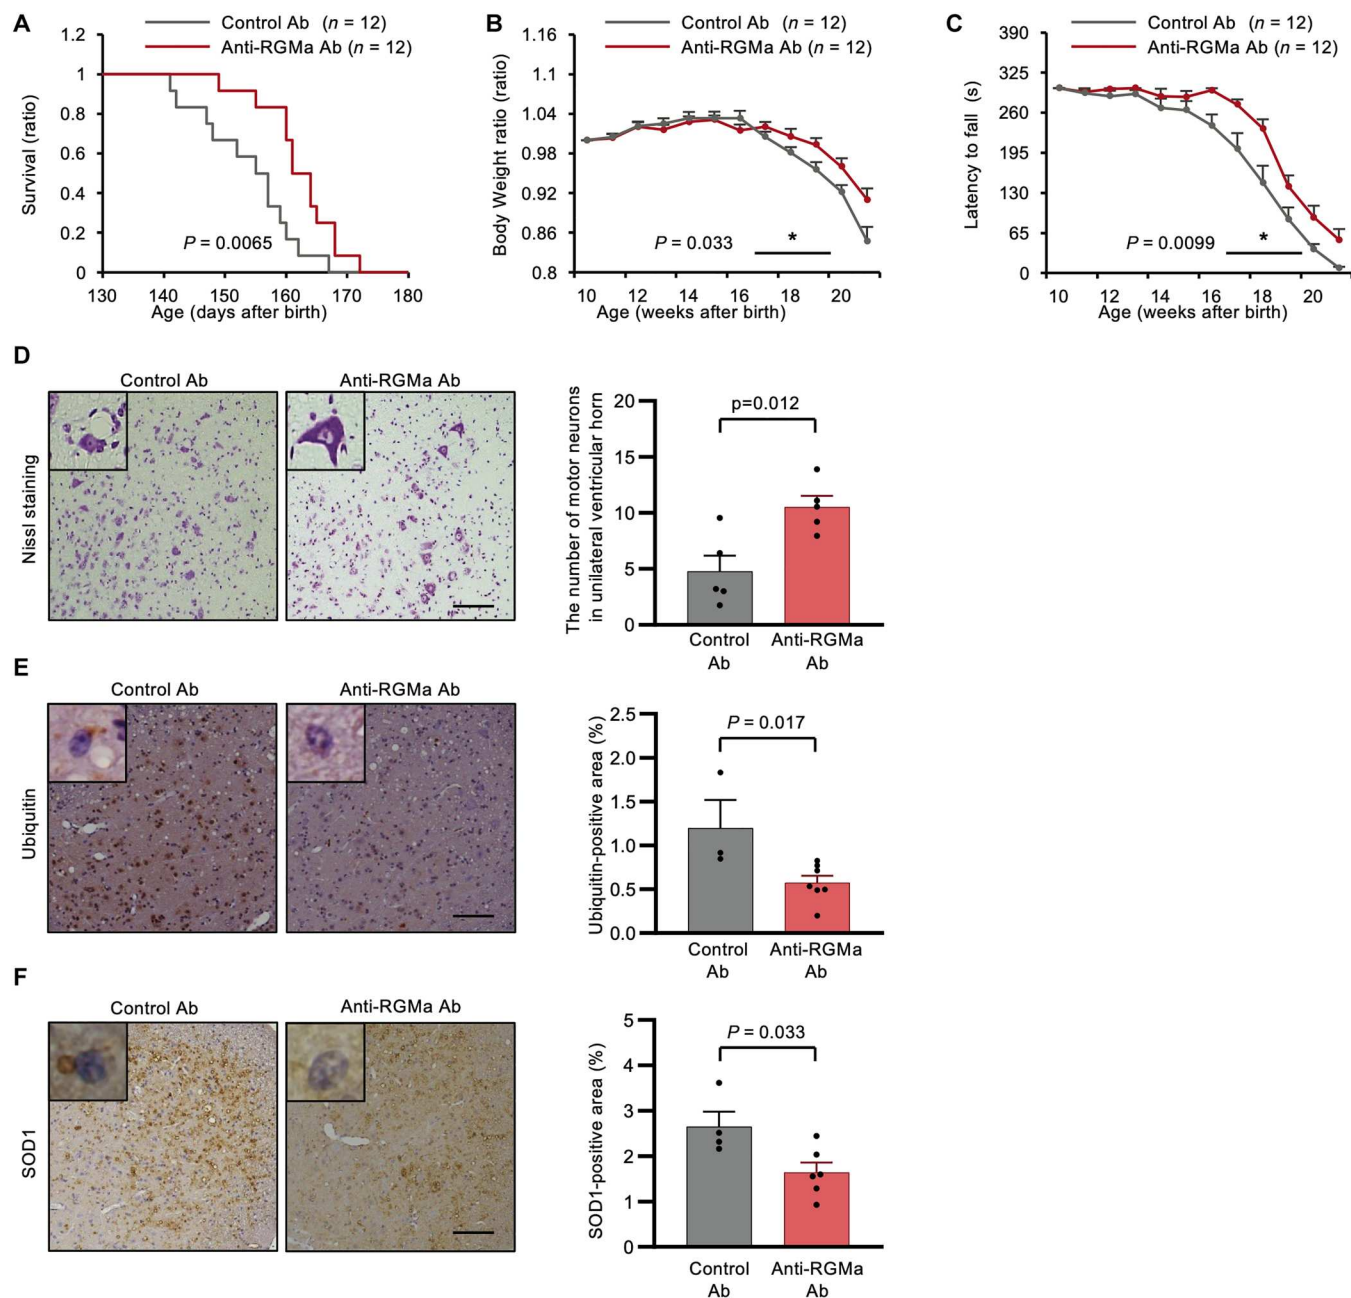 A
Control Ab (n = 12)
Anti-RGMa Ab (n = 12)
Survival (ratio)
1.2
1
0.8
0.6
0.4
0.2
0
P = 0.0065
130 140 150 160 170 180
Age (days after birth)
B
Control Ab (n = 12)
Anti-RGMa Ab (n = 12)
Body Weight ratio (ratio)
1.16
1.1
1.04
0.98
0.92
0.86
0.8
P = 0.033
*
10 12 14 16 18 20
Age (weeks after birth)
C
Control Ab (n = 12)
Anti-RGMa Ab (n = 12)
Latency to fall (s)
390
325
260
195
130
65
0
P = 0.0099
*
10 12 14 16 18 20
Age (weeks after birth)
D
Control Ab
Anti-RGMa Ab
Nissl staining
The number of motor neurons
in unilateral ventricular horn
20
15
10
5
0
p=0.012
Control
Ab
Anti-RGMa
Ab
E
Control Ab
Anti-RGMa Ab
Ubiquitin
Ubiquitin-positive area (%)
2.5
2.0
1.5
1.0
0.5
0.0
P = 0.017
Control
Ab
Anti-RGMa
Ab
F
Control Ab
Anti-RGMa Ab
SOD1
SOD1-positive area (%)
5
4
3
2
1
0
P = 0.033
Control
Ab
Anti-RGMa
Ab